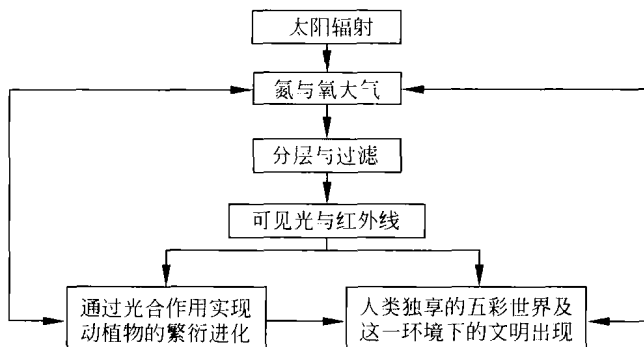 太阳辐射
氮与氧大气
分层与过滤
可见光与红外线
通过光合作用实现
动植物的繁衍进化
人类独享的五彩世界及
这一环境下的文明出现